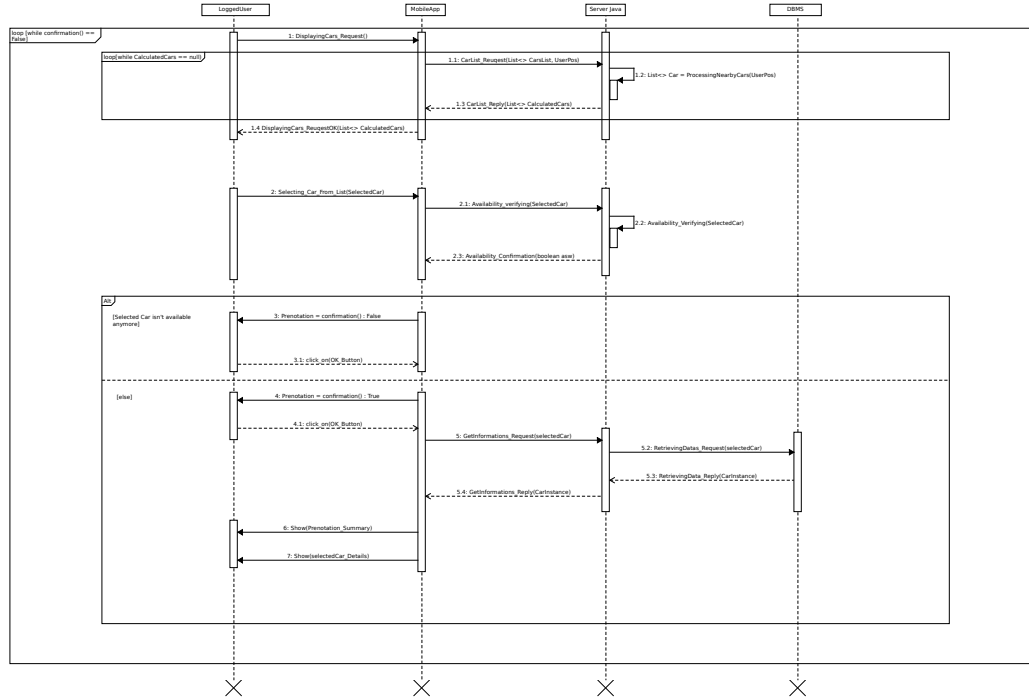 LoggedUser
MobileApp
Server Java
DBMS
loop [while confirmation() ==
False]
1: DisplayingCars_Request()
loop[while CalculatedCars == null]
1.1: CarList_Reuqest(List<> CarsList, UserPos)
1.2: List<> Car = ProcessingNearbyCars(UserPos)
1.3 CarList_Reply(List<> CalculatedCars)
1.4 DisplayingCars_ReuqestOK(List<> CalculatedCars)
2: Selecting_Car_From_List(SelectedCar)
2.1: Availability_verifying(SelectedCar)
2.2: Availability_Verifying(SelectedCar)
2.3: Availability_Confirmation(boolean asw)
Alt
[Selected Car isn't available
anymore]
3: Prenotation = confirmation() : False
3.1: click_on(OK_Button)
[else]
4: Prenotation = confirmation() : True
4.1: click_on(OK_Button)
5: GetInformations_Request(selectedCar)
5.2: RetrievingDatas_Request(selectedCar)
5.3: RetrievingData_Reply(CarInstance)
5.4: GetInformations_Reply(CarInstance)
6: Show(Prenotation_Summary)
7: Show(selectedCar_Details)